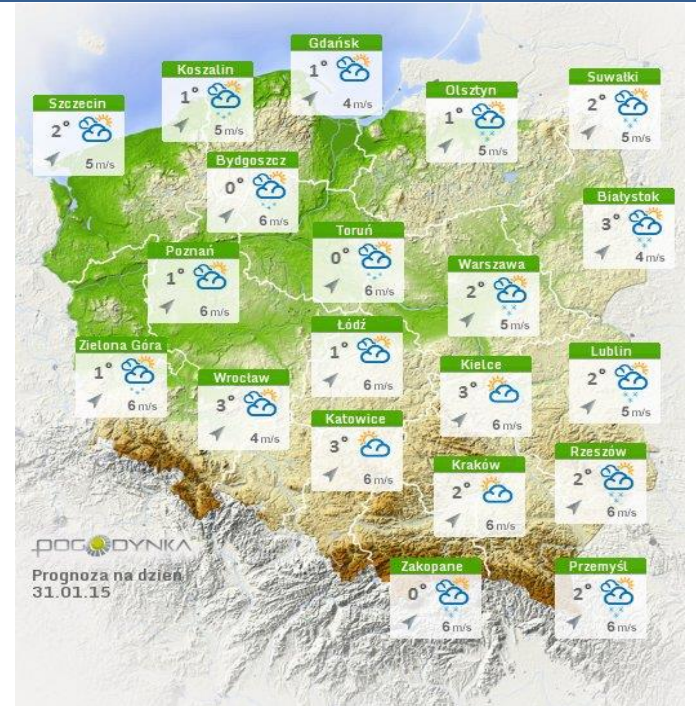 Gdańsk
1°
4 m/s
Koszalin
1°
5 m/s
Suwałki
2°
5 m/s
Olsztyn
1°
5 m/s
Szczecin
2°
5 m/s
Bydgoszcz
0°
6 m/s
Białystok
3°
4 m/s
Toruń
0°
6 m/s
Poznań
1°
6 m/s
Warszawa
2°
5 m/s
Łódź
1°
6 m/s
Zielona Góra
1°
6 m/s
Lublin
2°
5 m/s
Kielce
3°
6 m/s
Wrocław
3°
4 m/s
Katowice
3°
6 m/s
Rzeszów
2°
6 m/s
Kraków
2°
6 m/s
POGODYNKA
Prognoza na dzień
31.01.15
Zakopane
0°
6 m/s
Przemyśl
2°
6 m/s